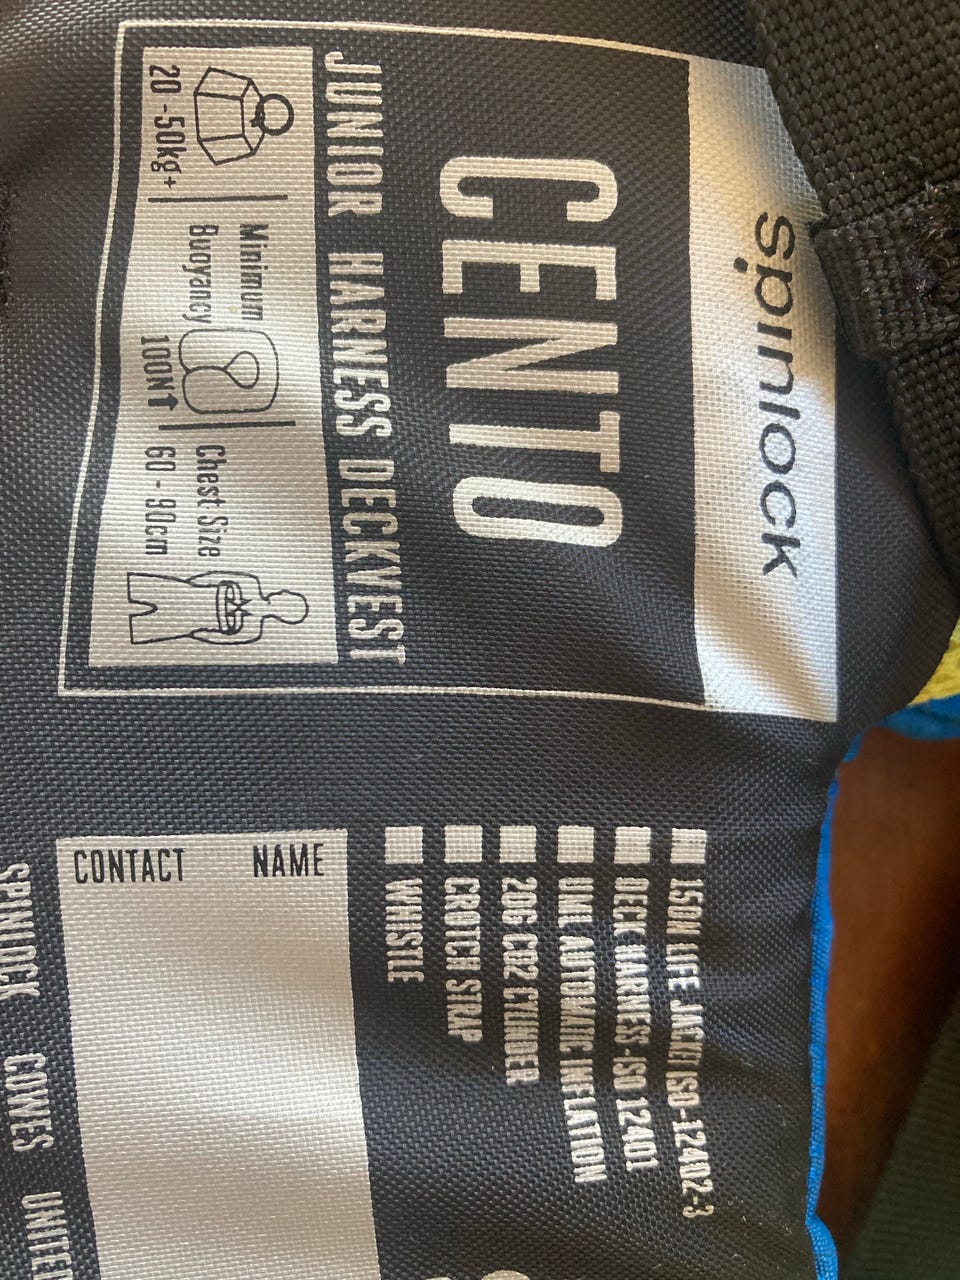 spinlock
CENTO
JUNIOR HARNESS DECKVEST
20 - 50kg+
Minimum
Buoyancy
100N
Chest Size
60 - 90cm
150N LIFE JACKET ISO-12402-3
DECK HARNESS-ISO 12401
UML AUTOMATIC INFLATION
20G CO2 CYLINDER
CROTCH STRAP
WHISTLE
NAME
CONTACT
SPINLOCK COWES